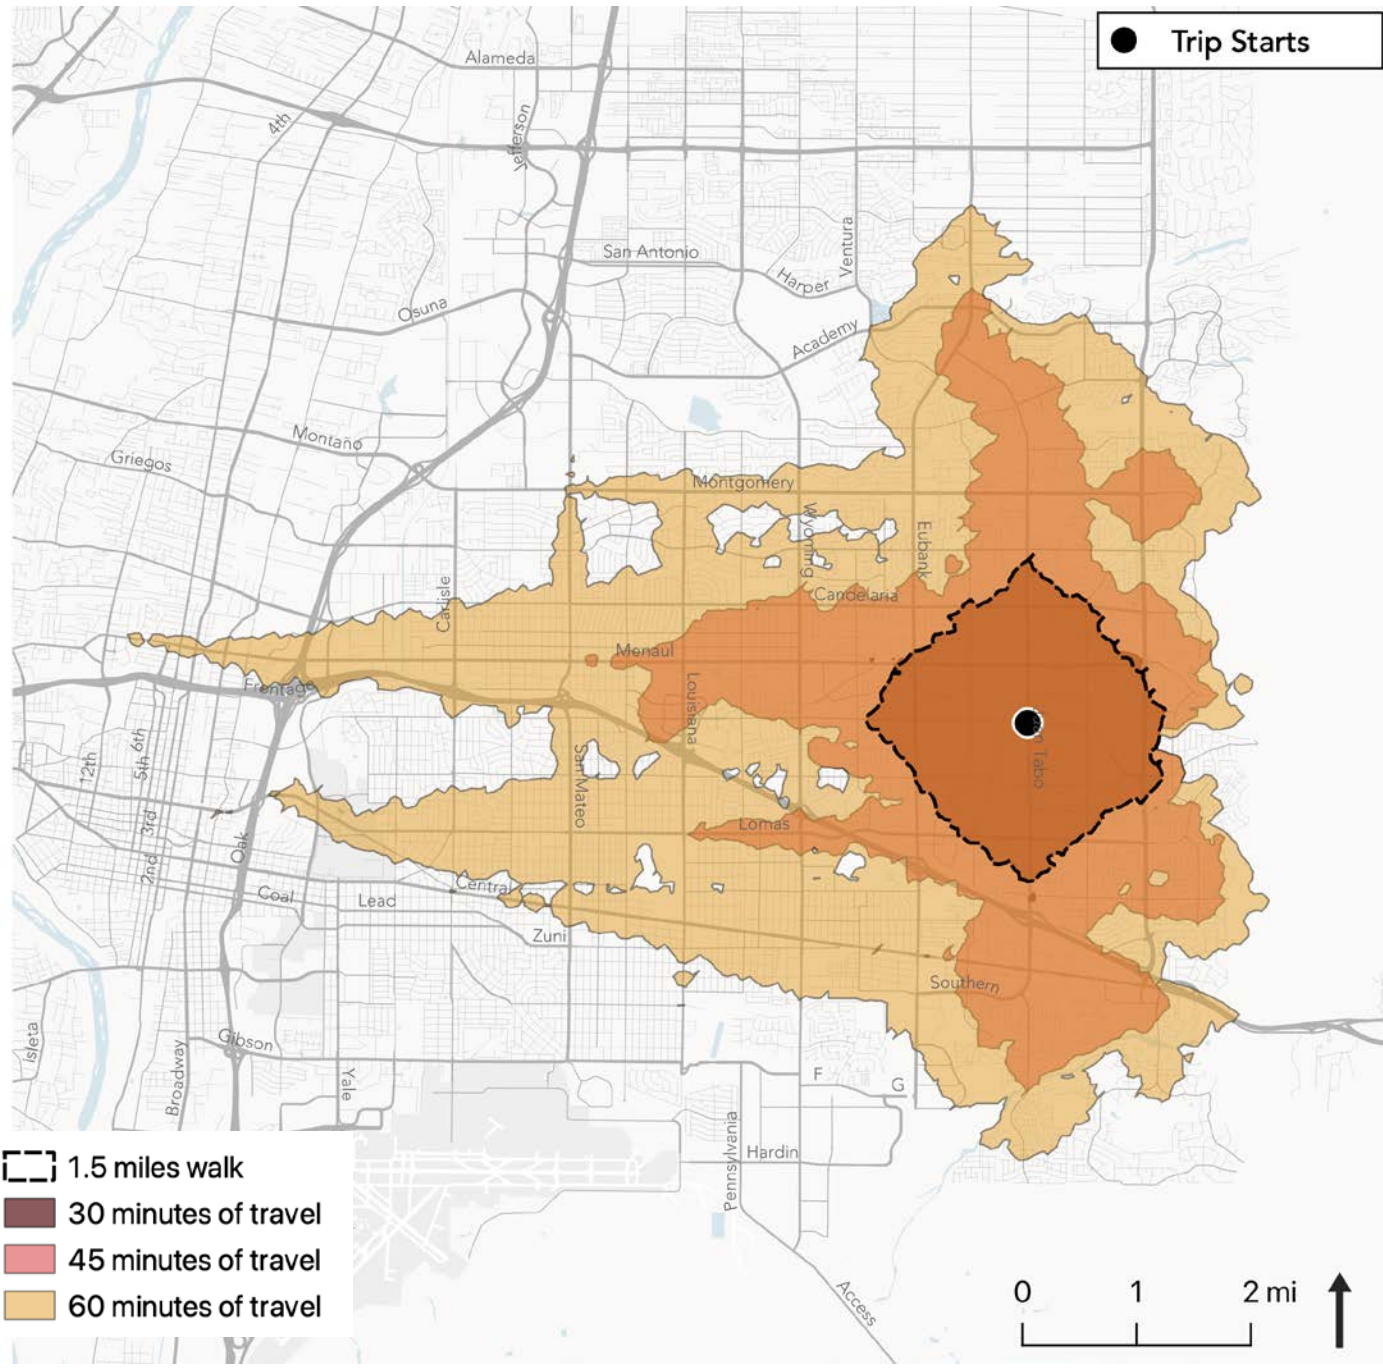 Trip Starts
Alameda
4th
Jefferson
San Antonio
Ventura
Harper
Osuna
Academy
Montaño
Griegos
Montgomery
Wyoming
Eubank
Carlisle
Candelaria
Menaul
Frontage
Louisiana
Juan Tabo
12th
5th
6th
San Mateo
3rd
2nd
Oak
Lomas
Central
Coal
Lead
Zuni
Southern
Isleta
Gibson
Broadway
Yale
F
G
Pennsylvania
Hardin
Access
1.5 miles walk
30 minutes of travel
45 minutes of travel
60 minutes of travel
0 1 2 mi